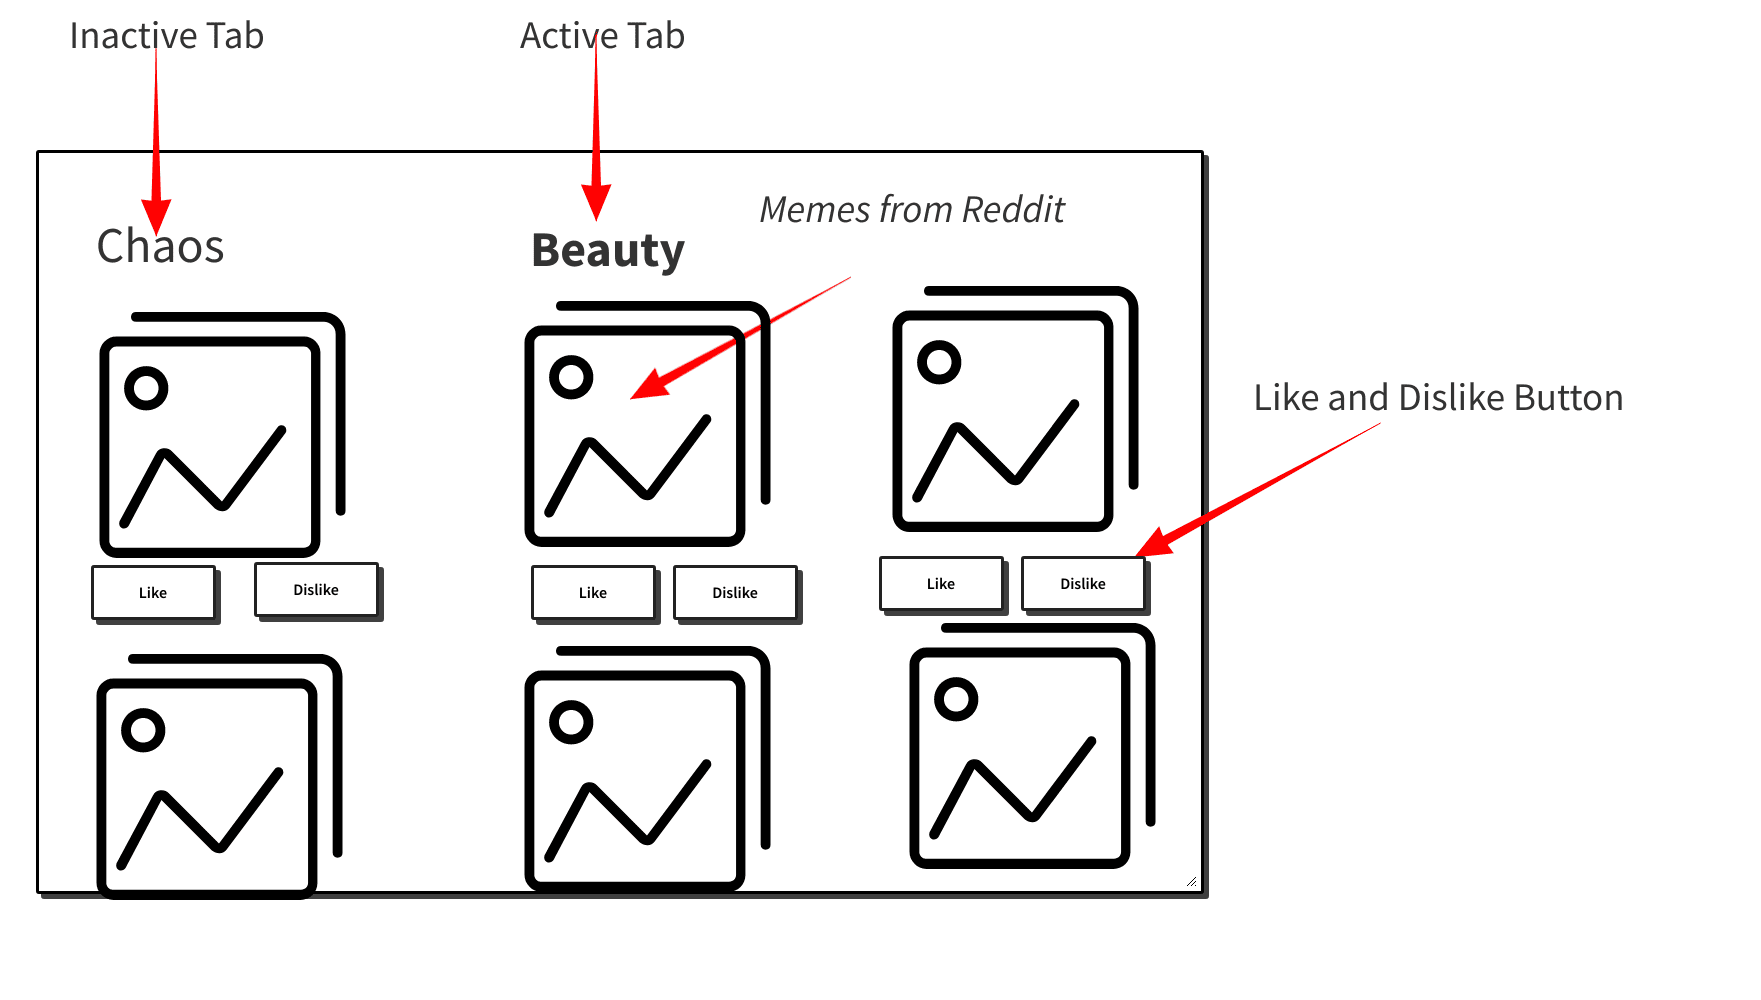 Inactive Tab
Active Tab
Memes from Reddit
Chaos
Beauty
Like and Dislike Button
Like
Dislike
Like
Dislike
Like
Dislike